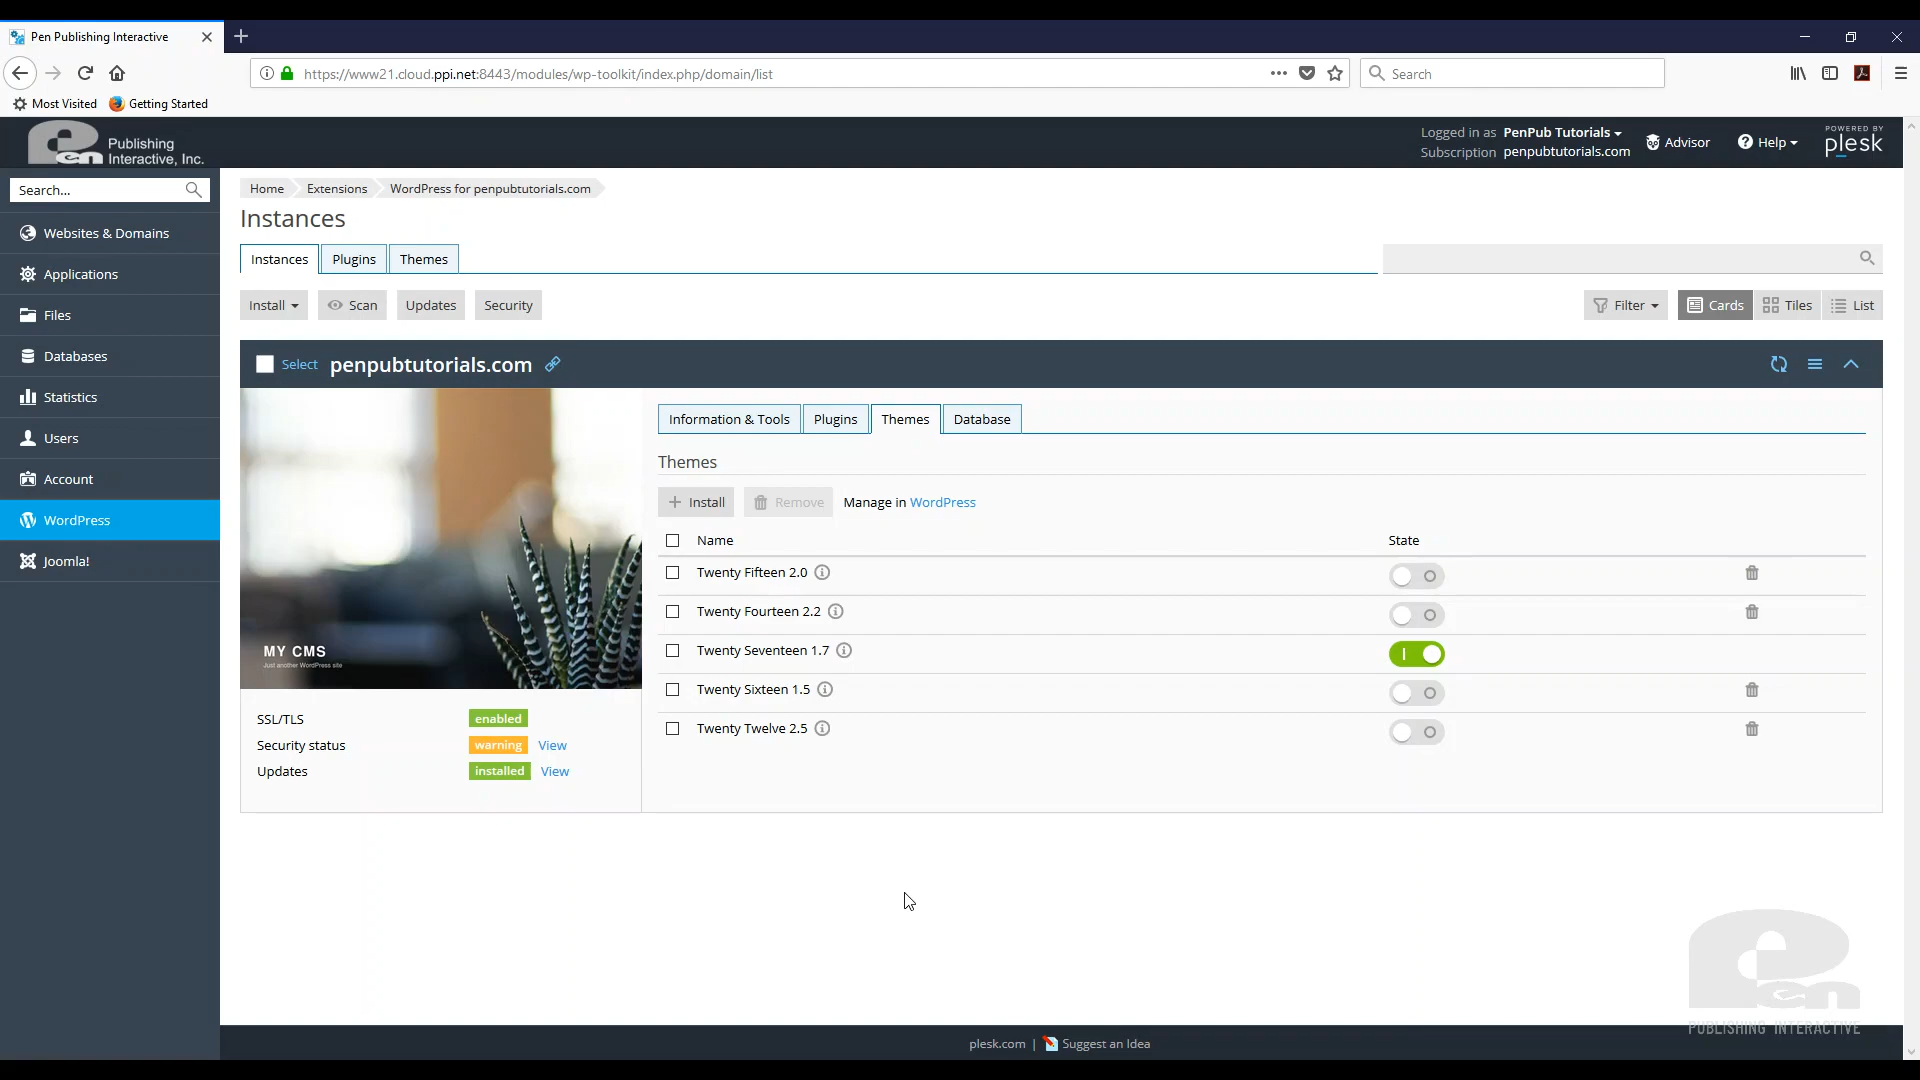 Pen Publishing Interactive
https://www21.cloud.ppi.net:8443/modules/wp-toolkit/index.php/domain/list
Search
Most Visited
Getting Started
en Publishing
Interactive, Inc.
Logged in as PenPub Tutorials
Subscription penpubtutorials.com
Advisor
Help
POWERED BY
plesk
Search...
Websites & Domains
Applications
Files
Databases
Statistics
Users
Account
WordPress
Joomla!
Home
Extensions
WordPress for penpubtutorials.com
Instances
Instances
Plugins
Themes
Install
Scan
Updates
Security
Filter
Cards
Tiles
List
Select penpubtutorials.com
MY CMS
Just another WordPress site
SSL/TLS enabled
Security status warning View
Updates installed View
Information & Tools
Plugins
Themes
Database
Themes
Install
Remove
Manage in WordPress
Name State
Twenty Fifteen 2.0
Twenty Fourteen 2.2
Twenty Seventeen 1.7
Twenty Sixteen 1.5
Twenty Twelve 2.5
en
PUBLISHING INTERACTIVE
plesk.com | Suggest an Idea